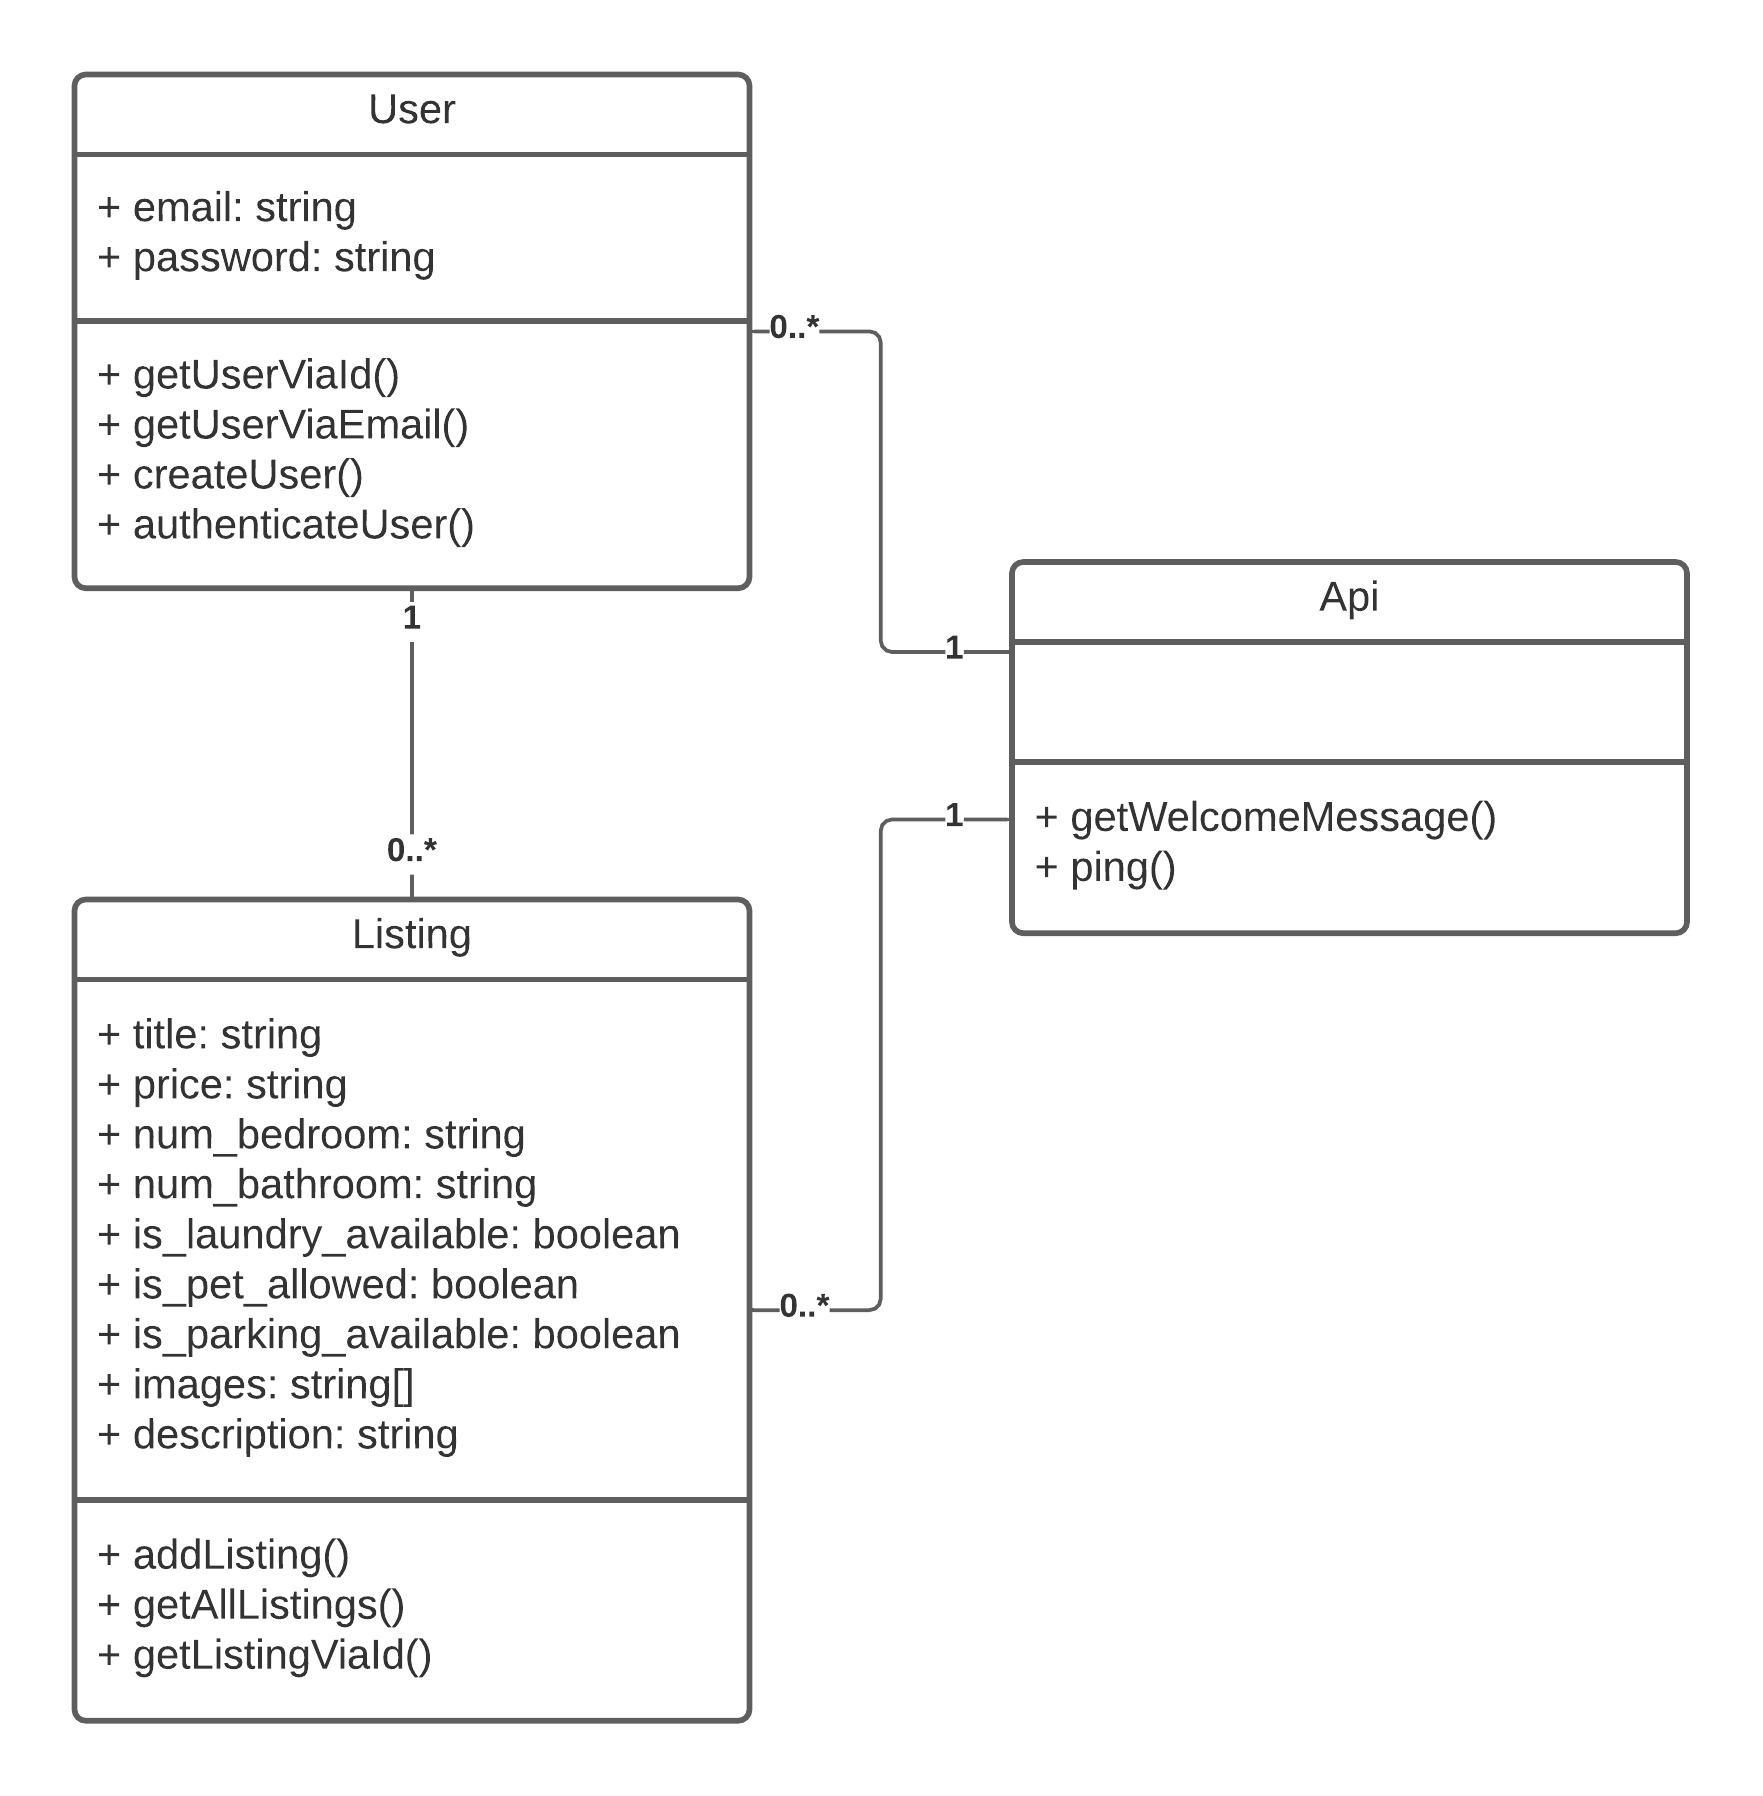 User
+ email: string
+ password: string
+ getUserViaId()
+ getUserViaEmail()
+ createUser()
+ authenticateUser()
0..*
1
1
0..*
Api
+ getWelcomeMessage()
+ ping()
1
0..*
Listing
+ title: string
+ price: string
+ num_bedroom: string
+ num_bathroom: string
+ is_laundry_available: boolean
+ is_pet_allowed: boolean
+ is_parking_available: boolean
+ images: string[]
+ description: string
+ addListing()
+ getAllListings()
+ getListingViaId()